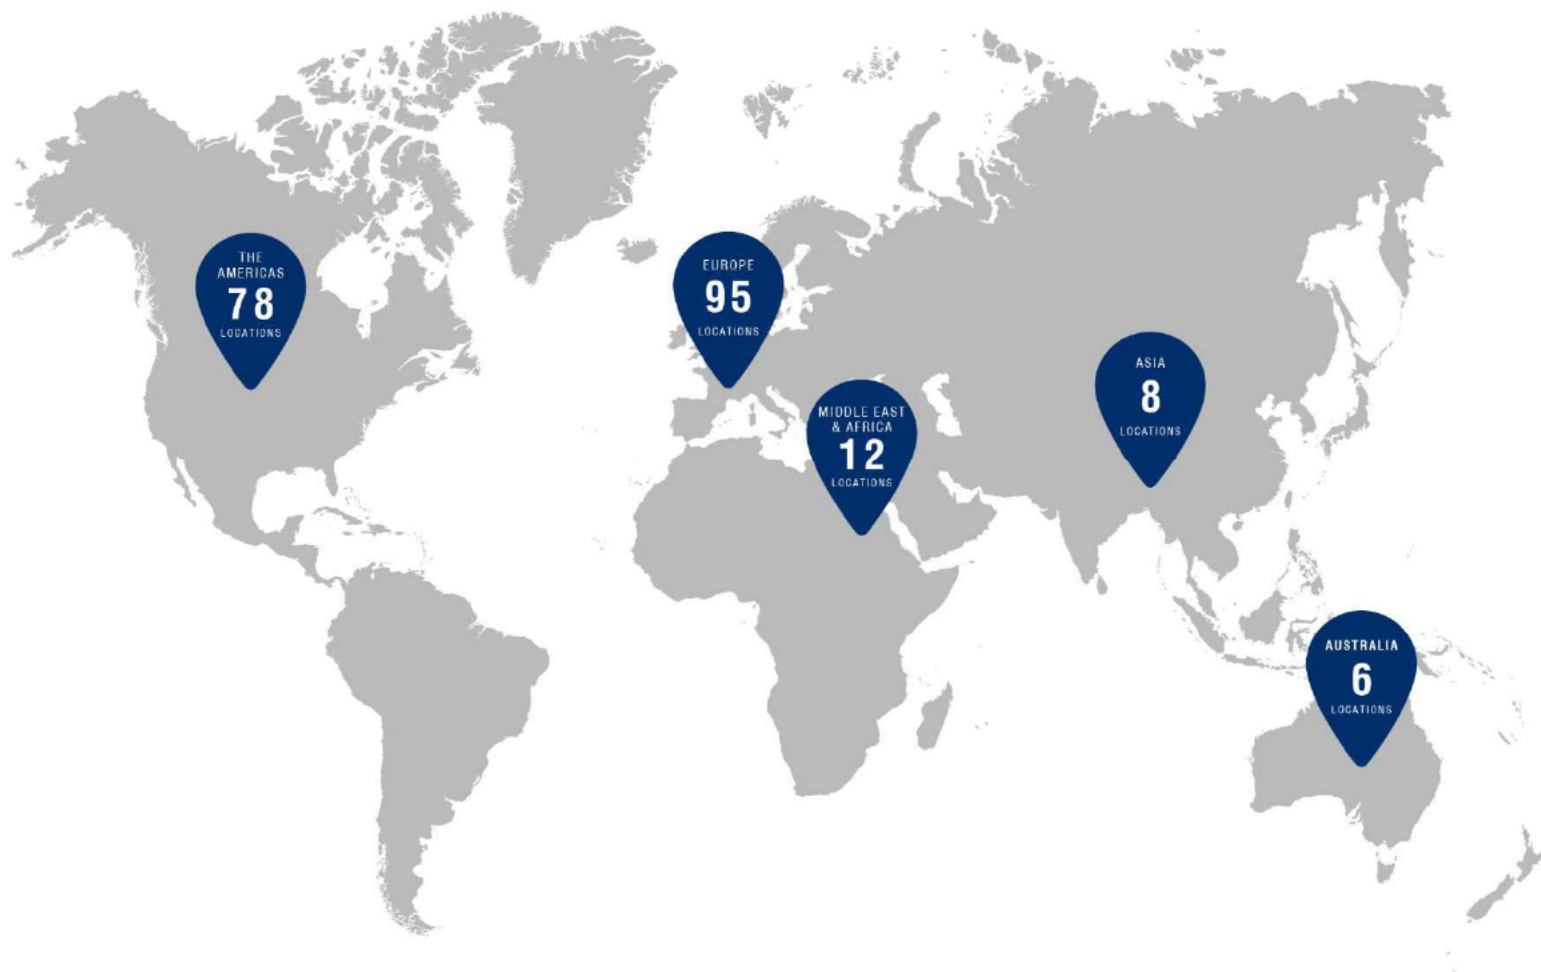 THE
AMERICAS
78
LOCATIONS
EUROPE
95
LOCATIONS
MIDDLE EAST
& AFRICA
12
LOCATIONS
ASIA
8
LOCATIONS
AUSTRALIA
6
LOCATIONS